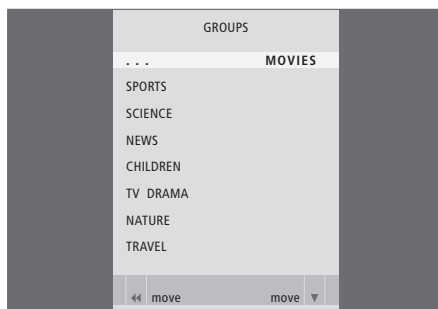 GROUPS
. . . MOVIES
SPORTS
SCIENCE
NEWS
CHILDREN
TV DRAMA
NATURE
TRAVEL
move move